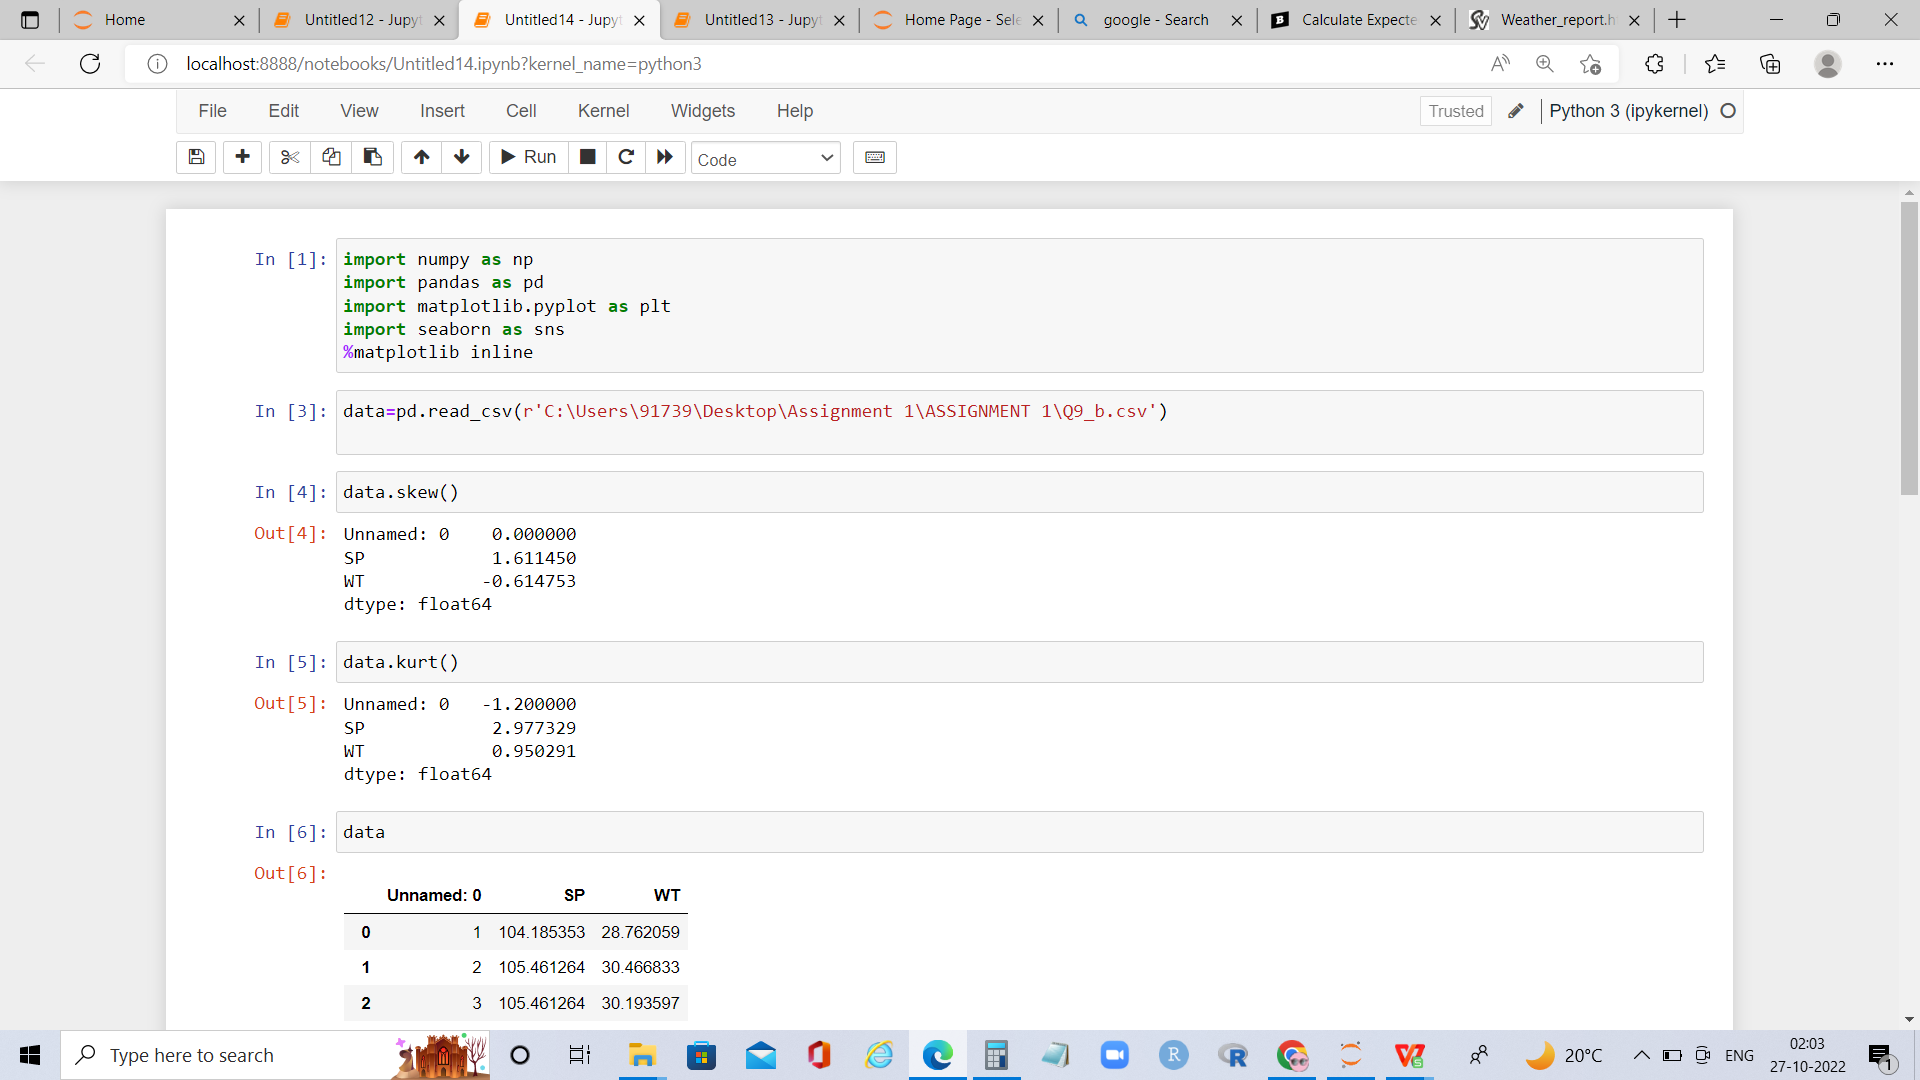 Home
Untitled12 - Jupyt
Untitled14 - Jupyt
Untitled13 - Jupyt
Home Page - Sele
google - Search
Calculate Expecte
Weather_report.h
localhost:8888/notebooks/Untitled14.ipynb?kernel_name=python3
File Edit View Insert Cell Kernel Widgets Help
Trusted
Python 3 (ipykernel)
Run
Code
In [1]: import numpy as np
import pandas as pd
import matplotlib.pyplot as plt
import seaborn as sns
%matplotlib inline
In [3]: data=pd.read_csv(r'C:\Users\91739\Desktop\Assignment 1\ASSIGNMENT 1\Q9_b.csv')
In [4]: data.skew()
Out[4]: Unnamed: 0 0.000000
SP 1.611450
WT -0.614753
dtype: float64
In [5]: data.kurt()
Out[5]: Unnamed: 0 -1.200000
SP 2.977329
WT 0.950291
dtype: float64
In [6]: data
Out[6]:
Unnamed: 0 SP WT
0 1 104.185353 28.762059
1 2 105.461264 30.466833
2 3 105.461264 30.193597
Type here to search
20°C
ENG
02:03
27-10-2022
1